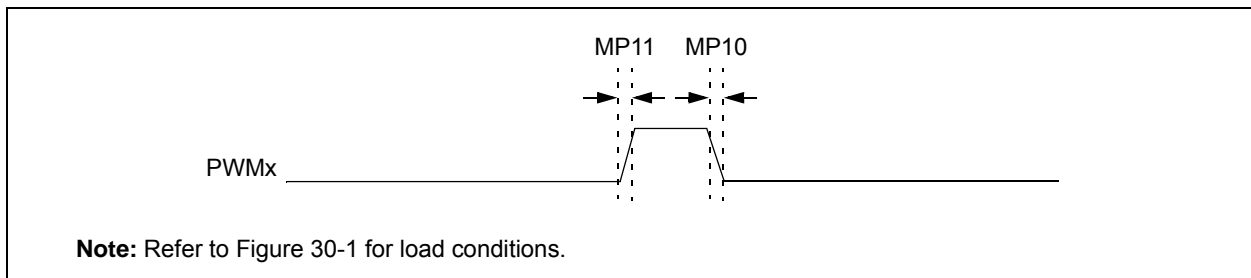 MP11 MP10
PWMx
Note: Refer to Figure 30-1 for load conditions.